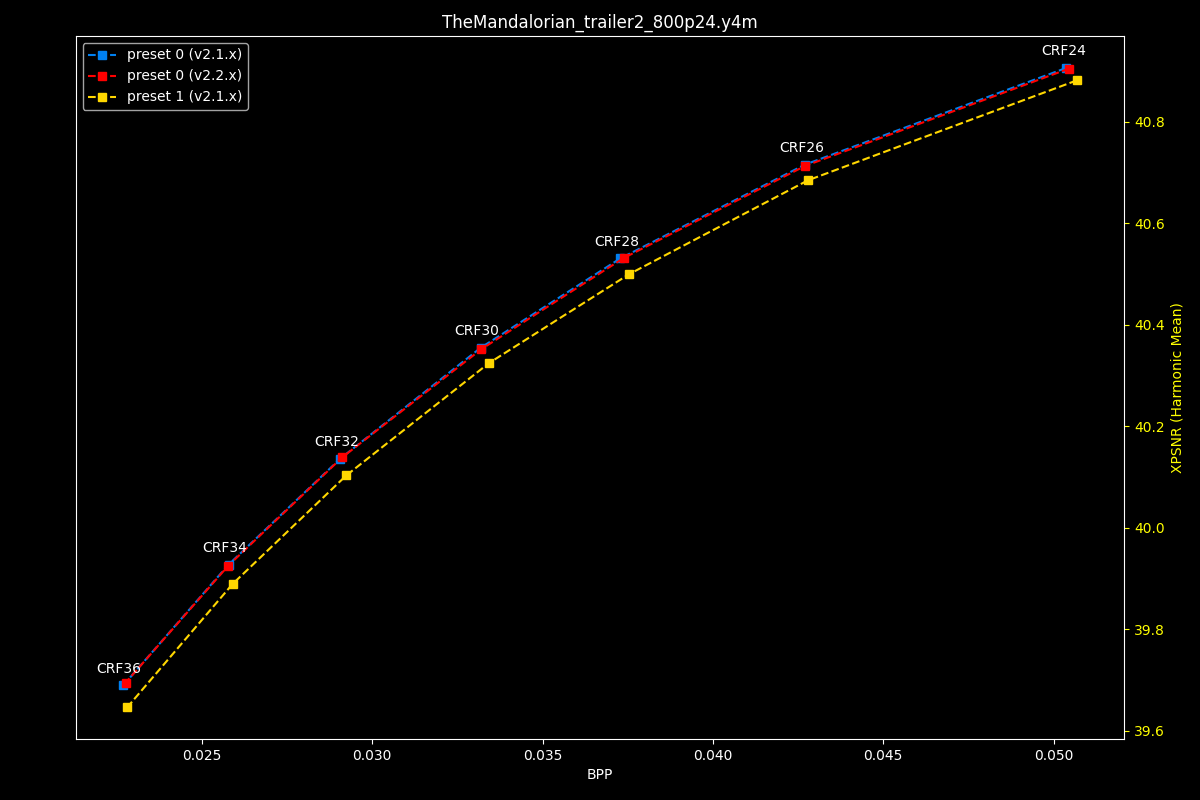 TheMandalorian_trailer2_800p24.y4m
preset 0 (v2.1.x)
preset 0 (v2.2.x)
preset 1 (v2.1.x)
CRF24
CRF26
CRF28
CRF30
CRF32
CRF34
CRF36
40.8
40.6
40.4
40.2
40.0
39.8
39.6
XPSNR (Harmonic Mean)
0.025
0.030
0.035
0.040
0.045
0.050
BPP